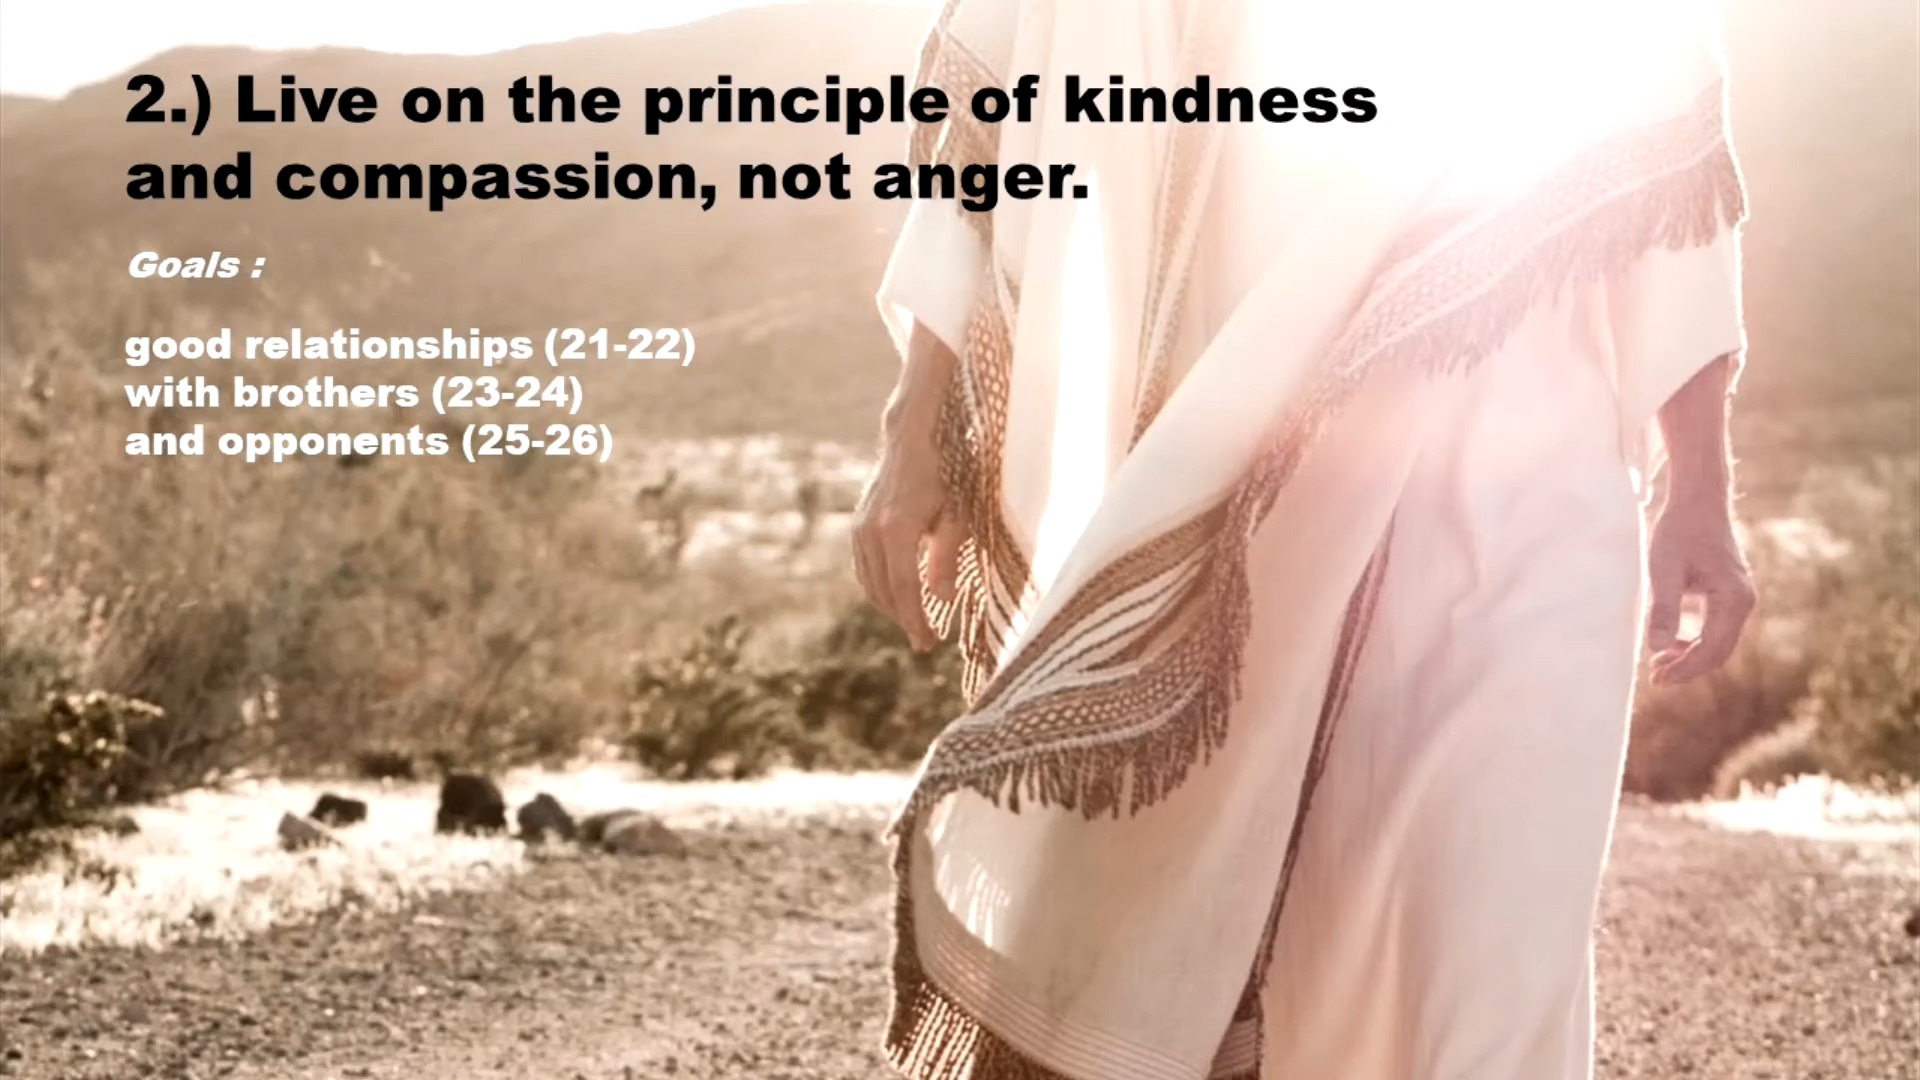 2.) Live on the principle of kindness
and compassion, not anger.
Goals :
good relationships (21-22)
with brothers (23-24)
and opponents (25-26)